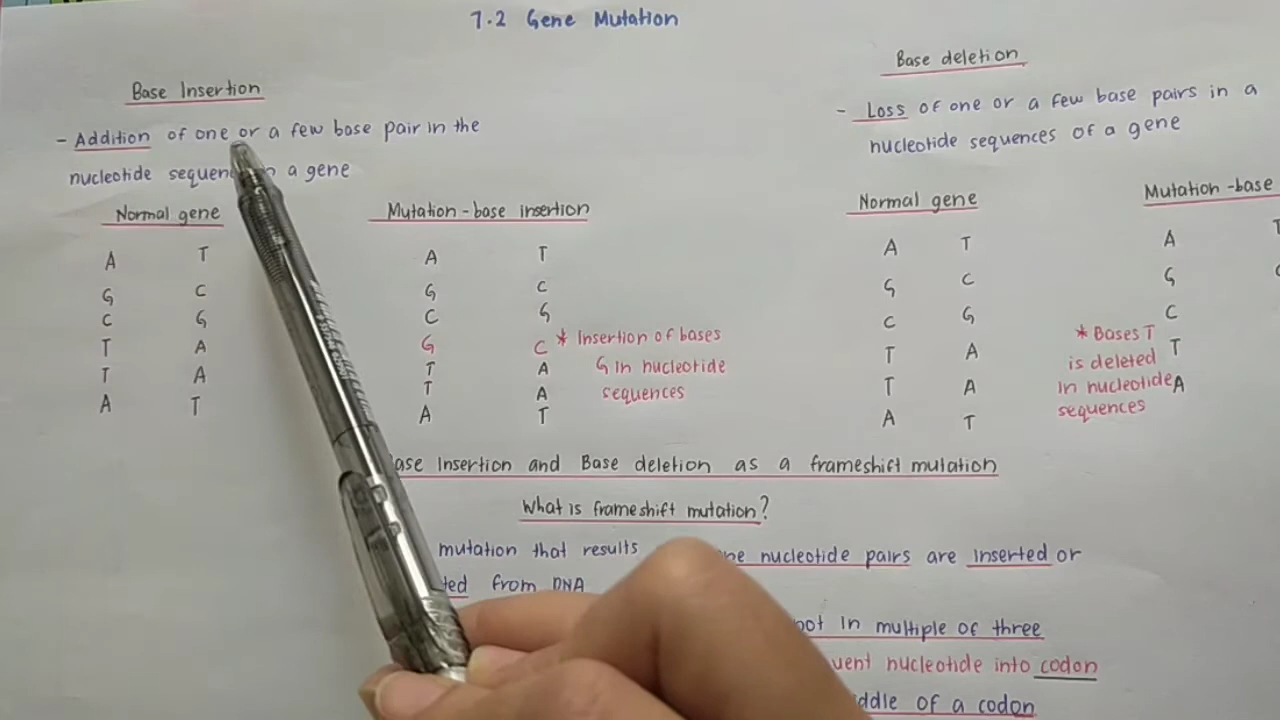 7.2 Gene Mutation
Base Insertion
- Addition of one or a few base pair in the
nucleotide a gene
Normal gene
A T
G C
C G
T A
T A
A T
Mutation-base insertion
A T
G C
C G
G C
T A
T A
A T
* Insertion of bases
G in nucleotide
sequences
Base deletion
- Loss of one or a few base pairs in a
nucleotide sequences of a gene
Normal gene
A T
G C
C G
T A
T A
A T
Mutation-base
A T
G
C
T
A
* Bases T
is deleted
in nucleotide
sequences
Insertion and Base deletion as a frameshift mutation
What is frameshift mutation?
mutation that results nucleotide pairs are inserted or
from DNA
in multiple of three
nucleotide into codon
of a codon